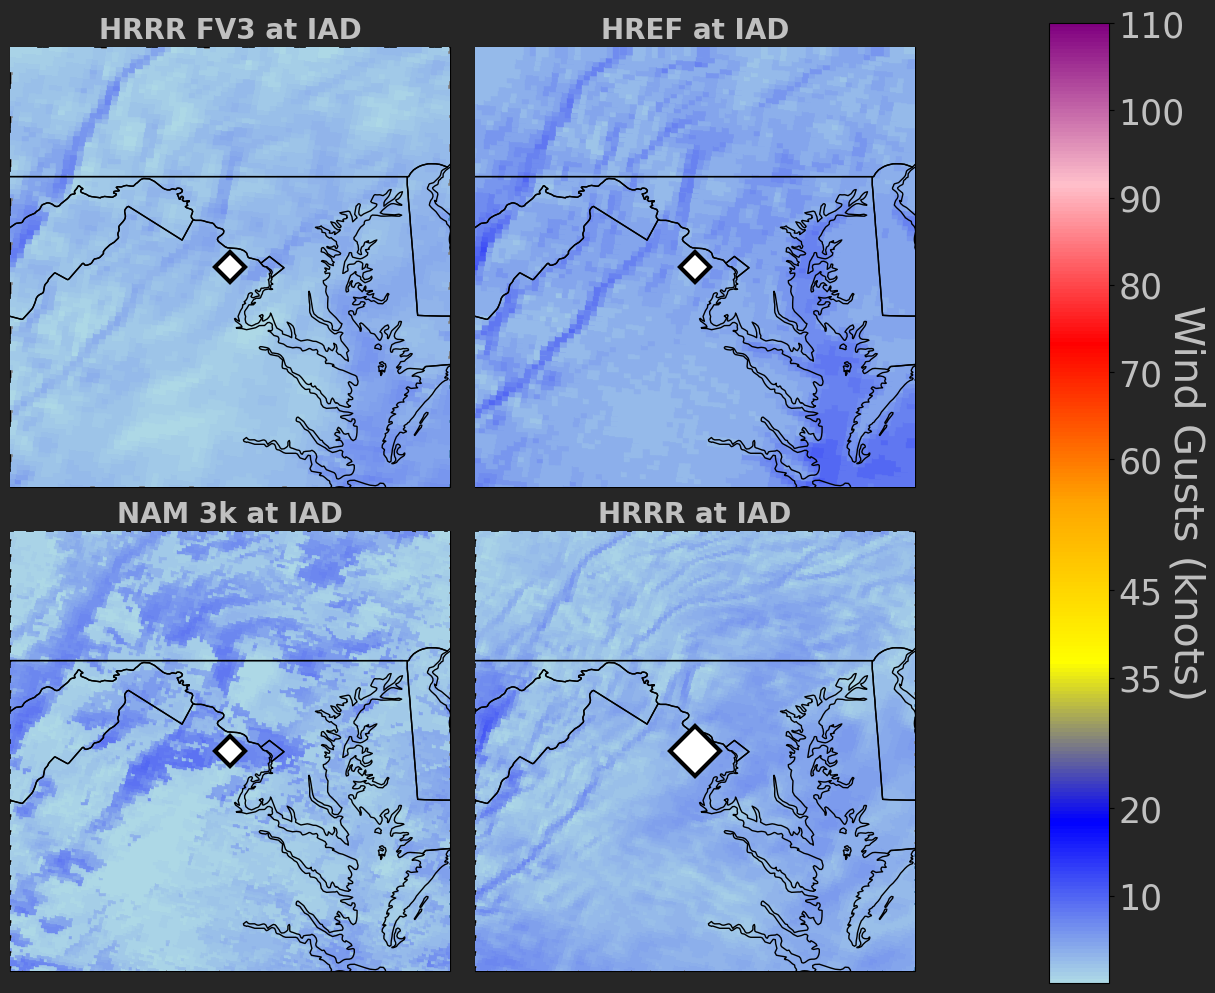 HRRR FV3 at IAD
HREF at IAD
NAM 3k at IAD
HRRR at IAD
110
100
90
80
70
60
45
35
20
10
Wind Gusts (knots)